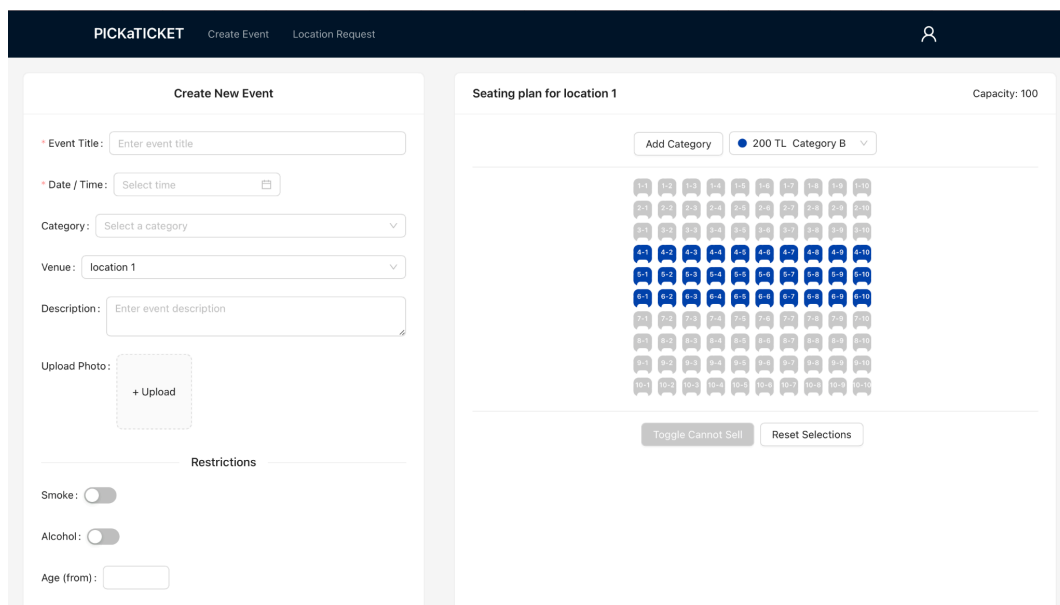 PICKaTICKET Create Event Location Request
Create New Event
* Event Title: Enter event title
* Date / Time: Select time
Category: Select a category
Venue: location 1
Description: Enter event description
Upload Photo:
+ Upload
Restrictions
Smoke:
Alcohol:
Age (from):
Seating plan for location 1 Capacity: 100
Add Category 200 TL Category B
1-1 1-2 1-3 1-4 1-5 1-6 1-7 1-8 1-9 1-10
2-1 2-2 2-3 2-4 2-5 2-6 2-7 2-8 2-9 2-10
3-1 3-2 3-3 3-4 3-5 3-6 3-7 3-8 3-9 3-10
4-1 4-2 4-3 4-4 4-5 4-6 4-7 4-8 4-9 4-10
5-1 5-2 5-3 5-4 5-5 5-6 5-7 5-8 5-9 5-10
6-1 6-2 6-3 6-4 6-5 6-6 6-7 6-8 6-9 6-10
7-1 7-2 7-3 7-4 7-5 7-6 7-7 7-8 7-9 7-10
8-1 8-2 8-3 8-4 8-5 8-6 8-7 8-8 8-9 8-10
9-1 9-2 9-3 9-4 9-5 9-6 9-7 9-8 9-9 9-10
10-1 10-2 10-3 10-4 10-5 10-6 10-7 10-8 10-9 10-10
Toggle Cannot Sell Reset Selections